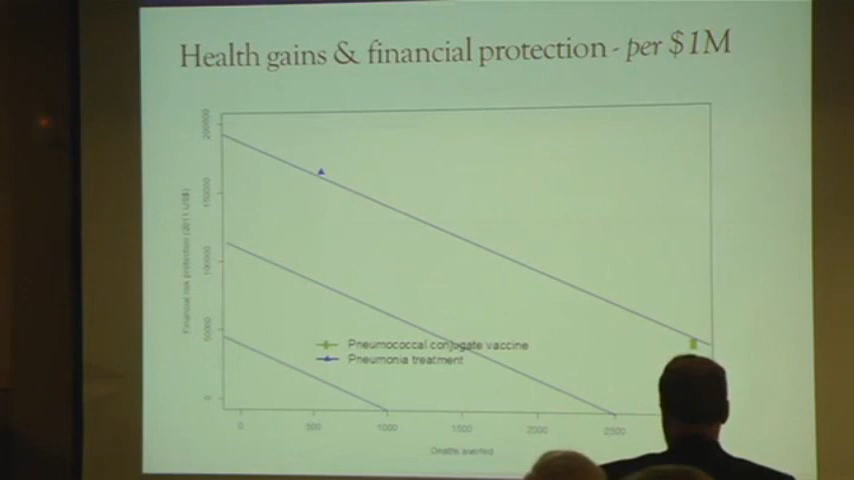 Health gains & financial protection - per $1M
200000
150000
100000
50000
0
Financial risk protection (2011 US$)
Pneumococcal conjugate vaccine
Pneumonia treatment
0 500 1000 1500 2000 2500
Deaths averted